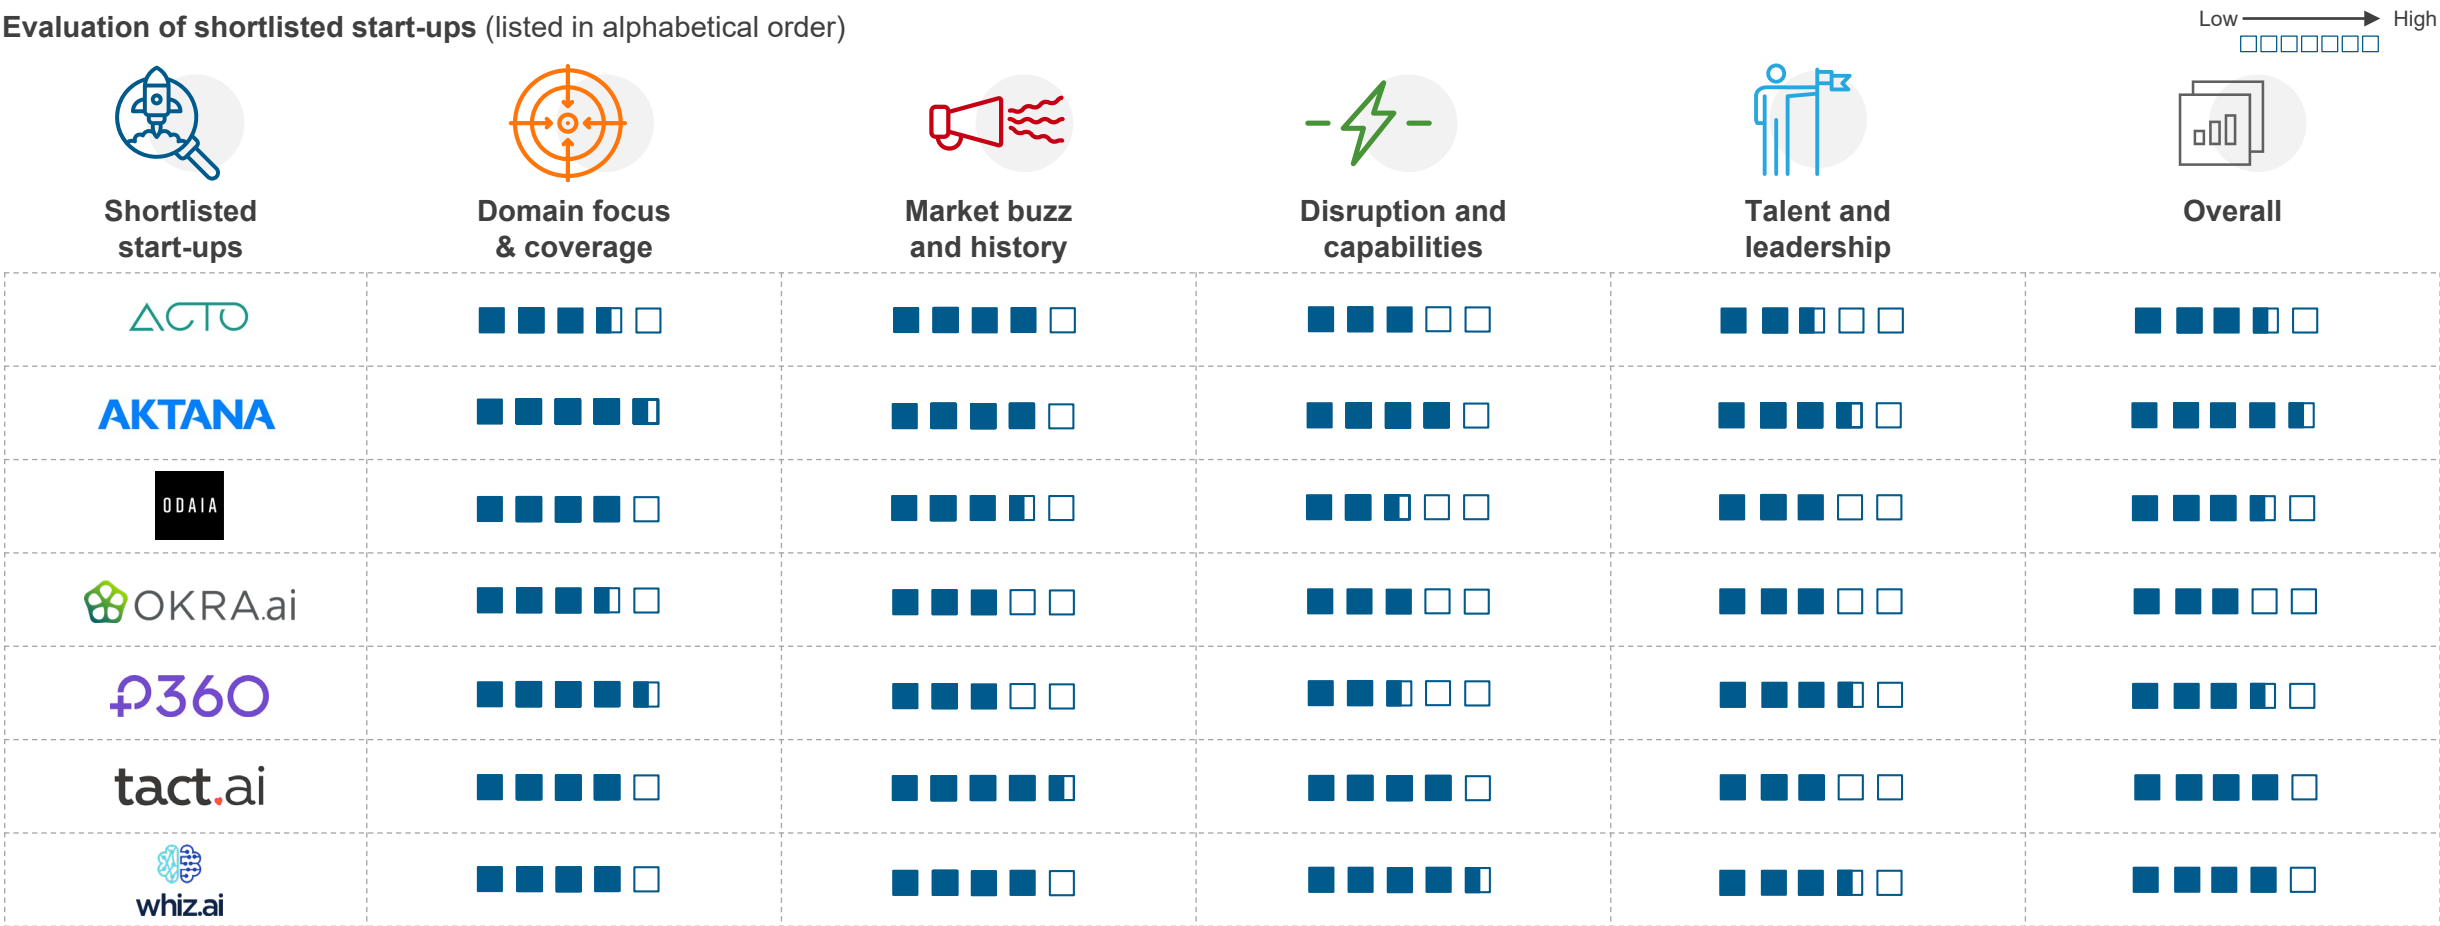 Evaluation of shortlisted start-ups (listed in alphabetical order)
Low High
Shortlisted
start-ups
Domain focus
& coverage
Market buzz
and history
Disruption and
capabilities
Talent and
leadership
Overall
ACTO
AKTANA
ODAIA
OKRA.ai
P360
tact.ai
whiz.ai